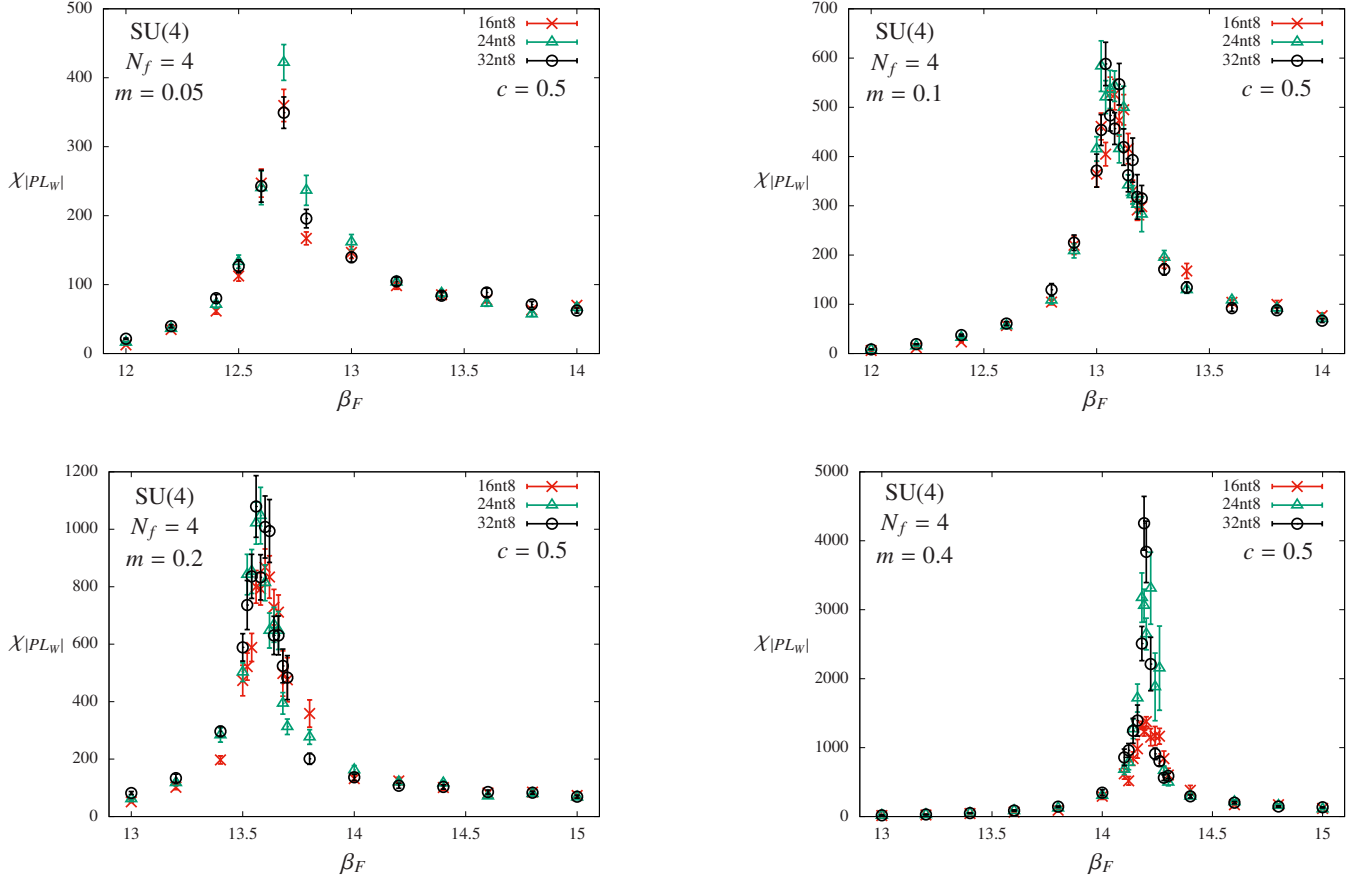 500
400
300
200
100
0
χ|PL_W|
SU(4)
N_f = 4
m = 0.05
16nt8
24nt8
32nt8
c = 0.5
12 12.5 13 13.5 14
β_F
700
600
500
400
300
200
100
0
χ|PL_W|
SU(4)
N_f = 4
m = 0.1
16nt8
24nt8
32nt8
c = 0.5
12 12.5 13 13.5 14
β_F
1200
1000
800
600
400
200
0
χ|PL_W|
SU(4)
N_f = 4
m = 0.2
16nt8
24nt8
32nt8
c = 0.5
13 13.5 14 14.5 15
β_F
5000
4000
3000
2000
1000
0
χ|PL_W|
SU(4)
N_f = 4
m = 0.4
16nt8
24nt8
32nt8
c = 0.5
13 13.5 14 14.5 15
β_F